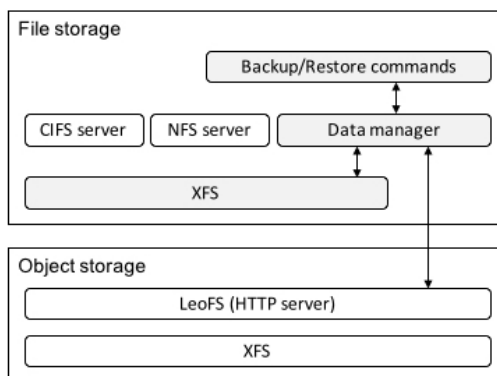 File storage
Backup/Restore commands
CIFS server NFS server Data manager
XFS
Object storage
LeoFS (HTTP server)
XFS